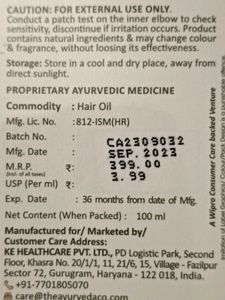 CAUTION: FOR EXTERNAL USE ONLY.
Conduct a patch test on the inner elbow to check
sensitivity, discontinue if irritation occurs. Product
contains natural ingredients & may change colour
& fragrance, without loosing its effectiveness.
Storage: Store in a cool and dry place, away from
direct sunlight.
PROPRIETARY AYURVEDIC MEDICINE
Commodity : Hair Oil
Mfg. Lic. No. : 812-ISM(HR)
Batch No. : CA2309032
Mfg. Date : SEP. 2023
M.R.P. ₹: 399.00
(incl. of all taxes)
USP (Per ml) ₹: 3.99
Exp. Date : 36 months from date of Mfg.
Net Content (When Packed) : 100 ml
Manufactured for/ Marketed by/
Customer Care Address:
KE HEALTHCARE PVT. LTD., PD Logistic Park, Second
Floor, Khasra No. 20/1/1, 11, 21/6, 15, Village - Fazilpur
Sector 72, Gurugram, Haryana - 122 018, India.
+91-7701805070
care@theayurvedaco.com
A Wipro Consumer Care backed Venture